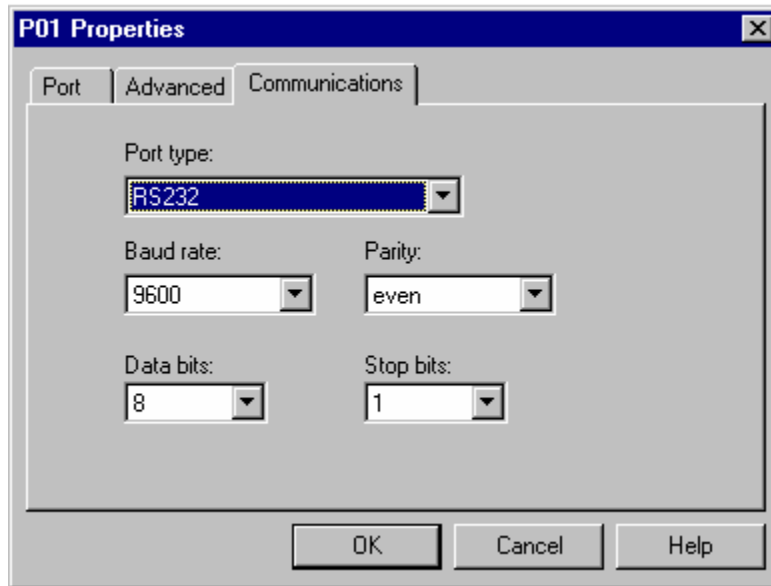 P01 Properties
Port Advanced Communications
Port type:
RS232
Baud rate: Parity:
9600 even
Data bits: Stop bits:
8 1
OK Cancel Help